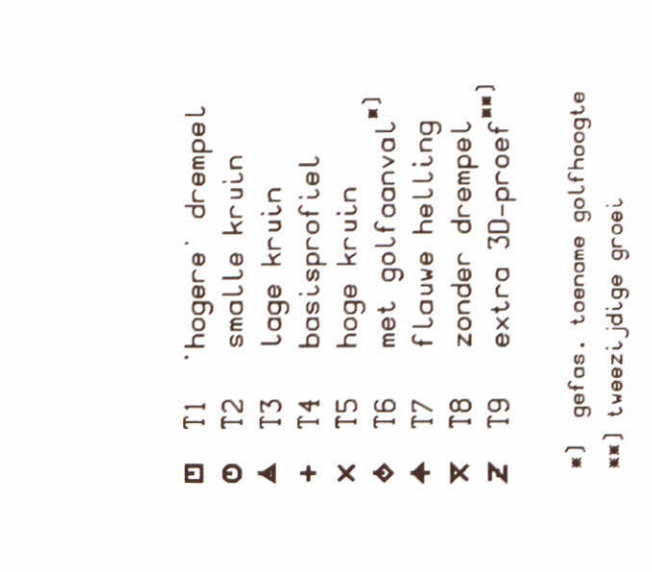 T1 'hogere' drempel
T2 smalle kruin
T3 lage kruin
T4 basisprofiel
T5 hoge kruin
T6 met golfaanval*)
T7 flauwe helling
T8 zonder drempel
T9 extra 3D-proef**)
*) gefas. toename golfhoogte
**) tweezijdige groei